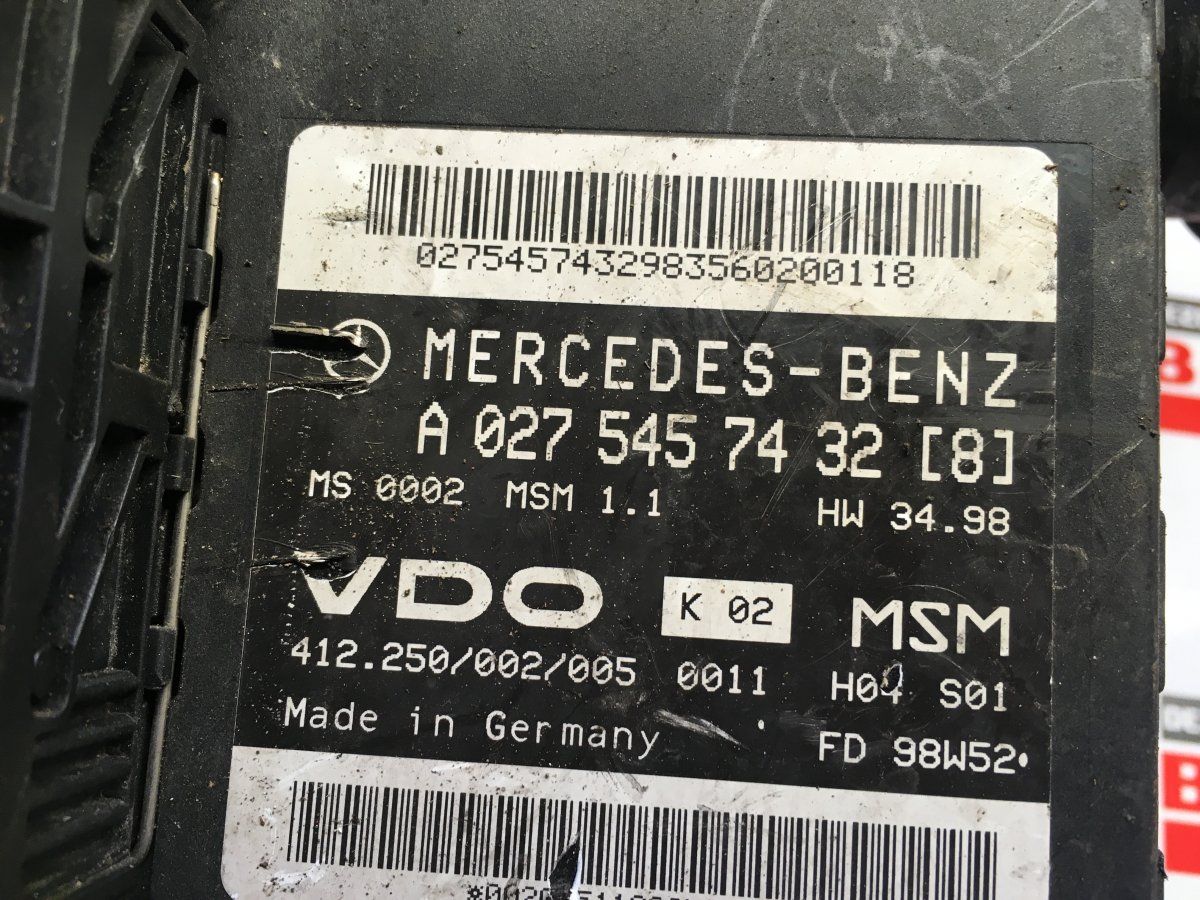 0275457432983560200118
MERCEDES-BENZ
A 027 545 74 32 [8]
MS 0002 MSM 1.1 HW 34.98
VDO K 02 MSM
412.250/002/005 0011 H04 S01
Made in Germany FD 98W52